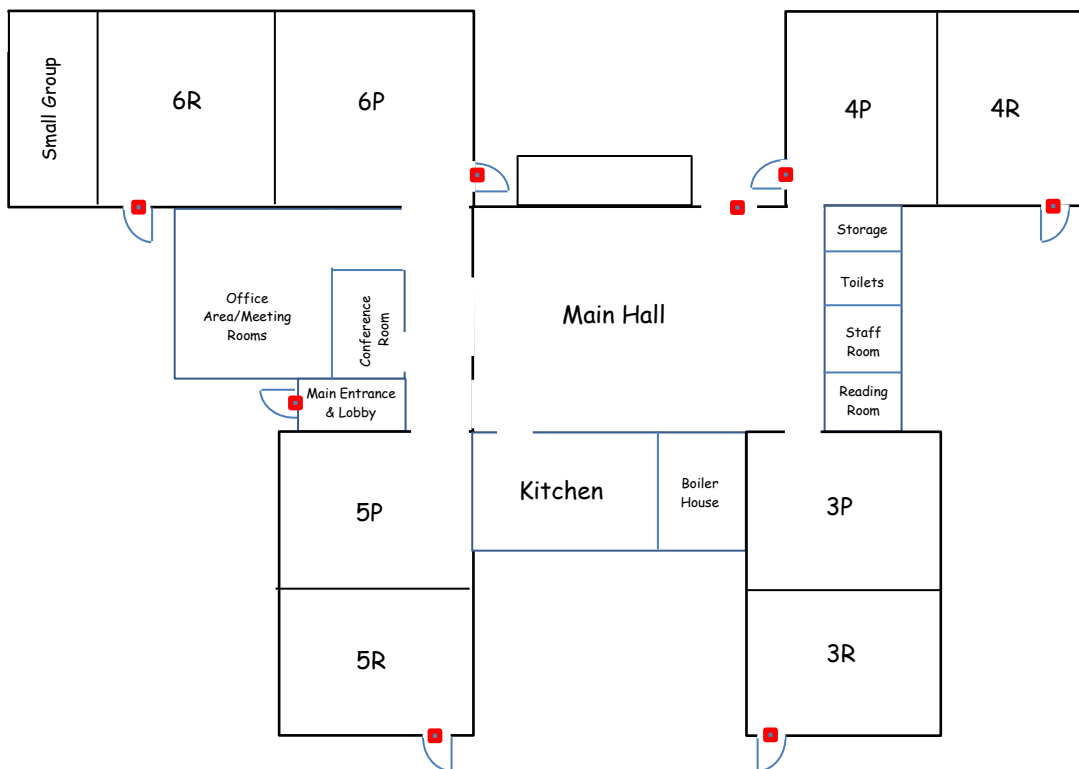 Small Group
6R
6P
4P
4R
Storage
Toilets
Staff
Room
Reading
Room
Office
Area/Meeting
Rooms
Conference
Room
Main Hall
Main Entrance
& Lobby
Kitchen
Boiler
House
5P
3P
5R
3R